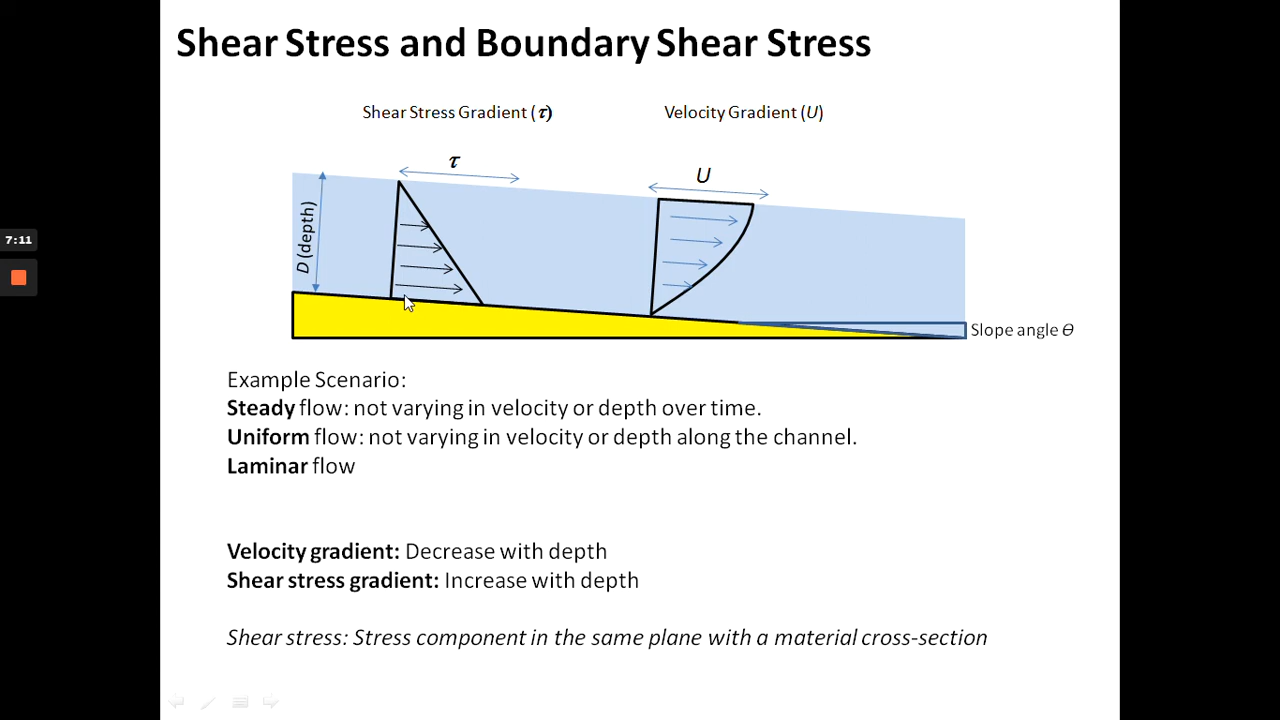 Shear Stress and Boundary Shear Stress
Shear Stress Gradient (τ)
Velocity Gradient (U)
τ
U
D (depth)
7:11
Slope angle Θ
Example Scenario:
Steady flow: not varying in velocity or depth over time.
Uniform flow: not varying in velocity or depth along the channel.
Laminar flow
Velocity gradient: Decrease with depth
Shear stress gradient: Increase with depth
Shear stress: Stress component in the same plane with a material cross-section